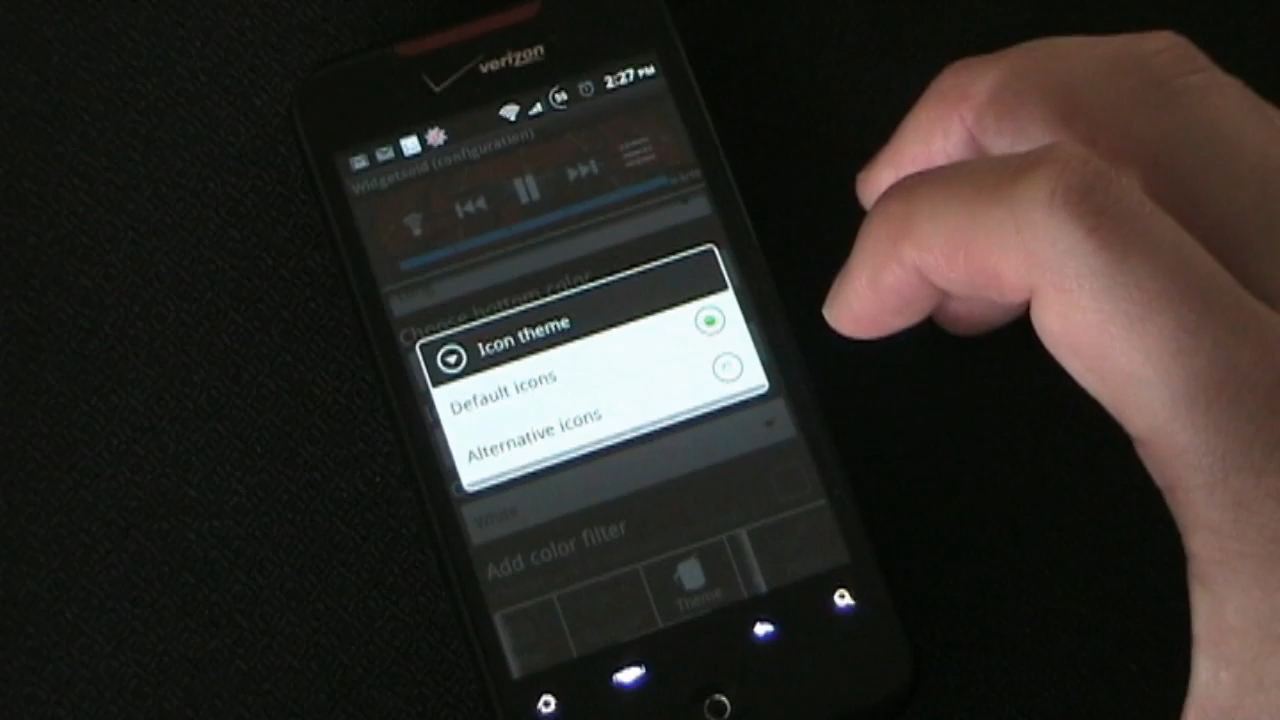 verizon
2:27 PM
Widgetsoid (configuration)
Choose bottom color
Icon theme
Default icons
Alternative icons
White
Add color filter
Theme